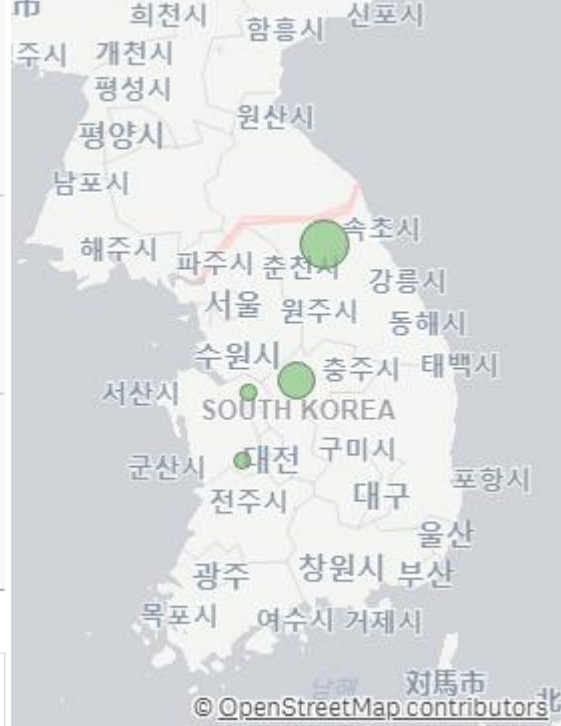 市
희천시
신포시
함흥시
주시
개천시
평성시
원산시
평양시
남포시
속초시
해주시
파주시
춘천시
강릉시
서울
원주시
동해시
수원시
충주시
태백시
서산시
SOUTH KOREA
군산시
대전
구미시
포항시
전주시
대구
울산
광주
창원시
부산
목포시
여수시
거제시
남해
対馬市
北
© OpenStreetMap contributors